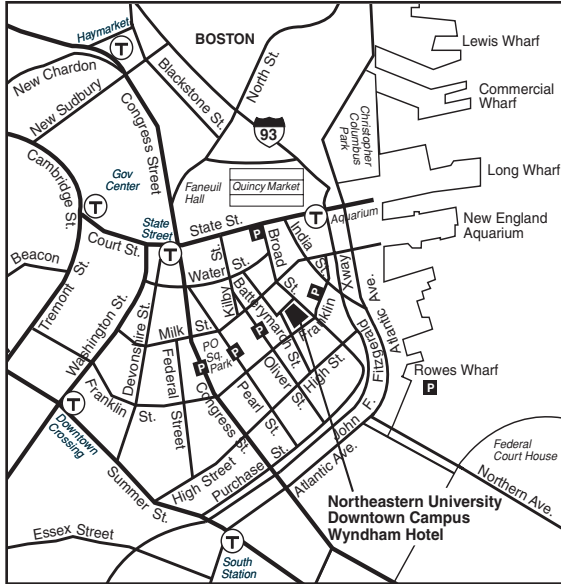 Haymarket
T
BOSTON
North St.
Lewis Wharf
New Chardon
Blackstone St.
New Sudbury
Congress Street
Commercial
Wharf
93
Christopher
Columbus
Park
Cambridge St.
Gov
Center
T
Faneuil
Hall
Quincy Market
Long Wharf
State
Street
T
State St.
T
Aquarium
New England
Aquarium
Court St.
P
Broad
St.
India
St.
Beacon
Tremont St.
Washington St.
Devonshire St.
Water St.
Kilby
St.
Batterymarch St.
P
Franklin
Fitzgerald
Xway
Atlantic Ave.
Milk St.
PO
Sq.
Park
P
P
P
Federal
Street
Oliver St.
High St.
Rowes Wharf
P
Franklin
St.
Congress St.
Pearl
St.
T
Downtown
Crossing
John F.
Summer St.
High Street
Purchase St.
Atlantic Ave.
Federal
Court House
Northern Ave.
Northeastern University
Downtown Campus
Wyndham Hotel
Essex Street
T
South
Station